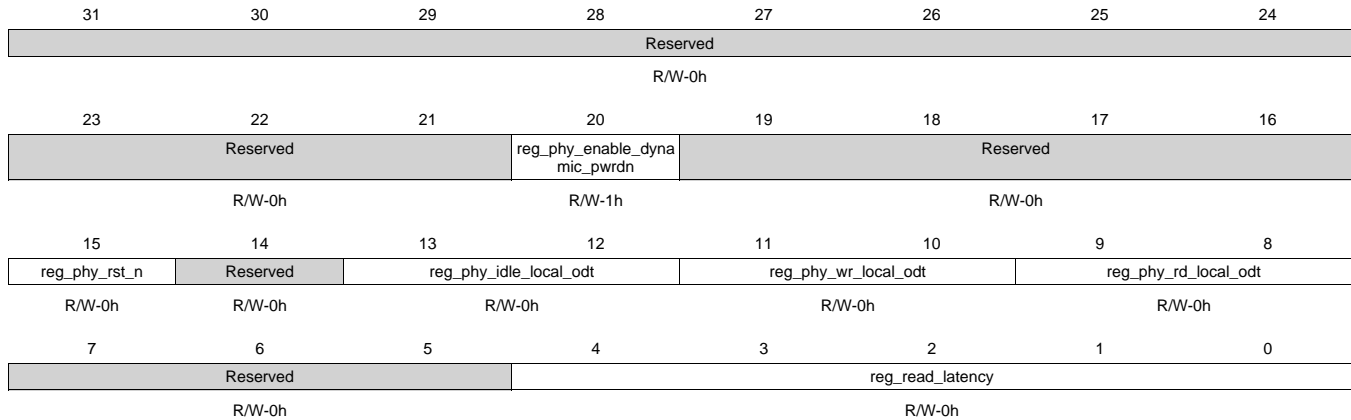 31 30 29 28 27 26 25 24
Reserved
R/W-0h
23 22 21 20 19 18 17 16
Reserved reg_phy_enable_dyna Reserved
mic_pwrdn
R/W-0h R/W-1h R/W-0h
15 14 13 12 11 10 9 8
reg_phy_rst_n Reserved reg_phy_idle_local_odt reg_phy_wr_local_odt reg_phy_rd_local_odt
R/W-0h R/W-0h R/W-0h R/W-0h R/W-0h
7 6 5 4 3 2 1 0
Reserved reg_read_latency
R/W-0h R/W-0h